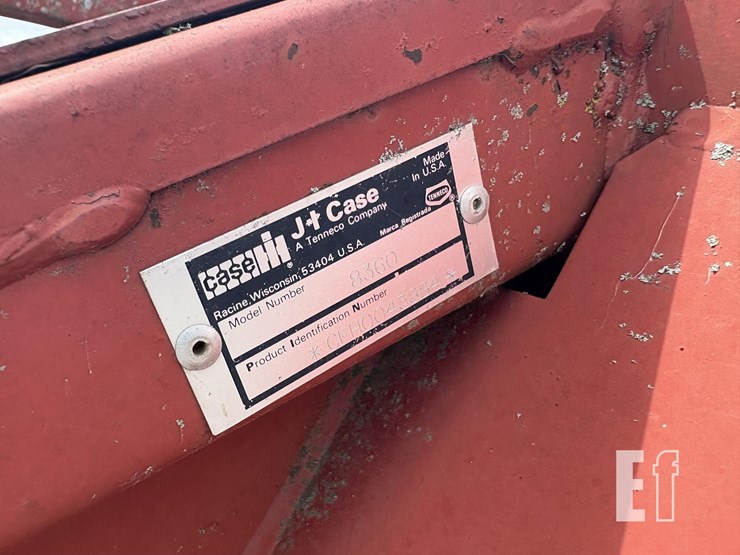 case IH
®
J·I Case
A Tenneco Company
Made
In U.S.A.
TENNECO
®
Marca Registrada
Racine, Wisconsin, 53404 U.S.A.
Model Number 8360
Product Identification Number
Ef